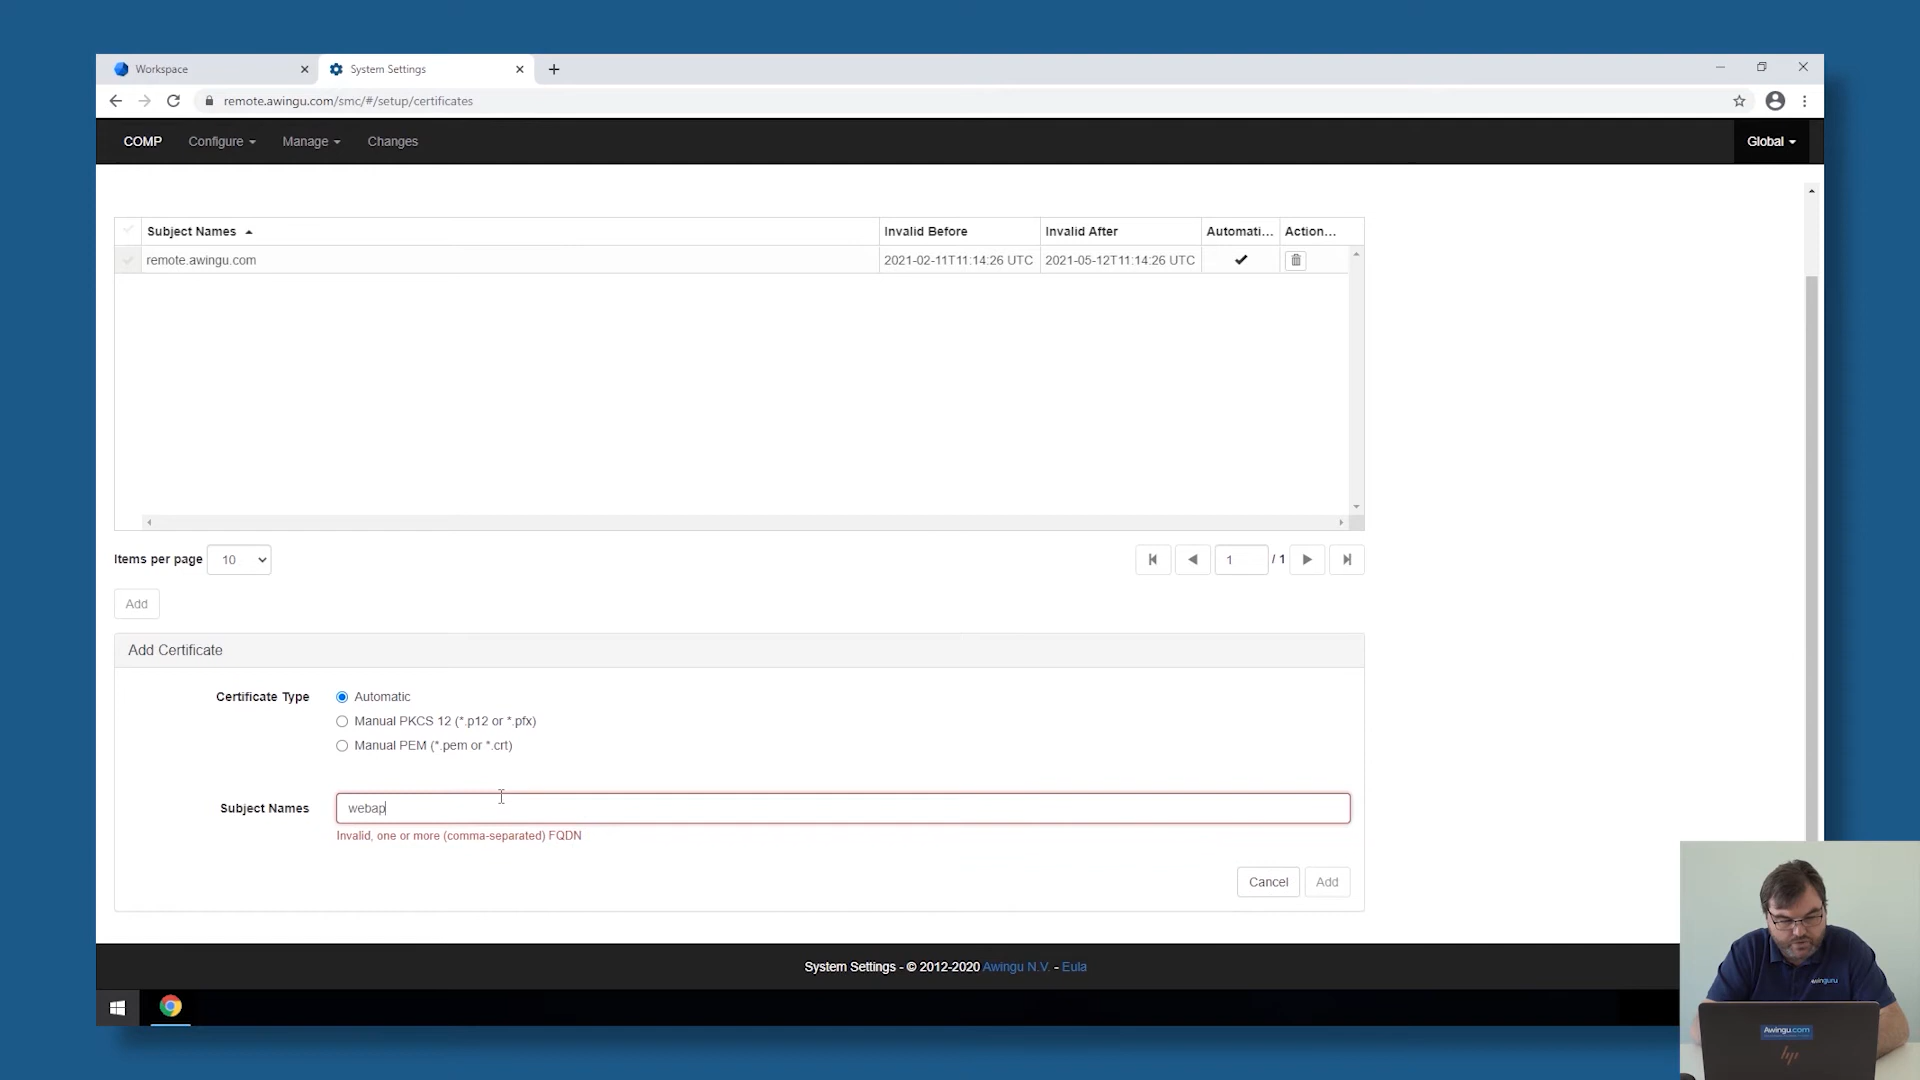 Workspace
System Settings
remote.awingu.com/smc/#/setup/certificates
COMP Configure Manage Changes Global
Subject Names Invalid Before Invalid After Automati... Action...
remote.awingu.com 2021-02-11T11:14:26 UTC 2021-05-12T11:14:26 UTC
Items per page 10 1 / 1
Add
Add Certificate
Certificate Type Automatic
Manual PKCS 12 (*.p12 or *.pfx)
Manual PEM (*.pem or *.crt)
Subject Names webap
Invalid, one or more (comma-separated) FQDN
Cancel Add
System Settings - © 2012-2020 Awingu N.V. - Eula
awinguru
Awingu.com
hp